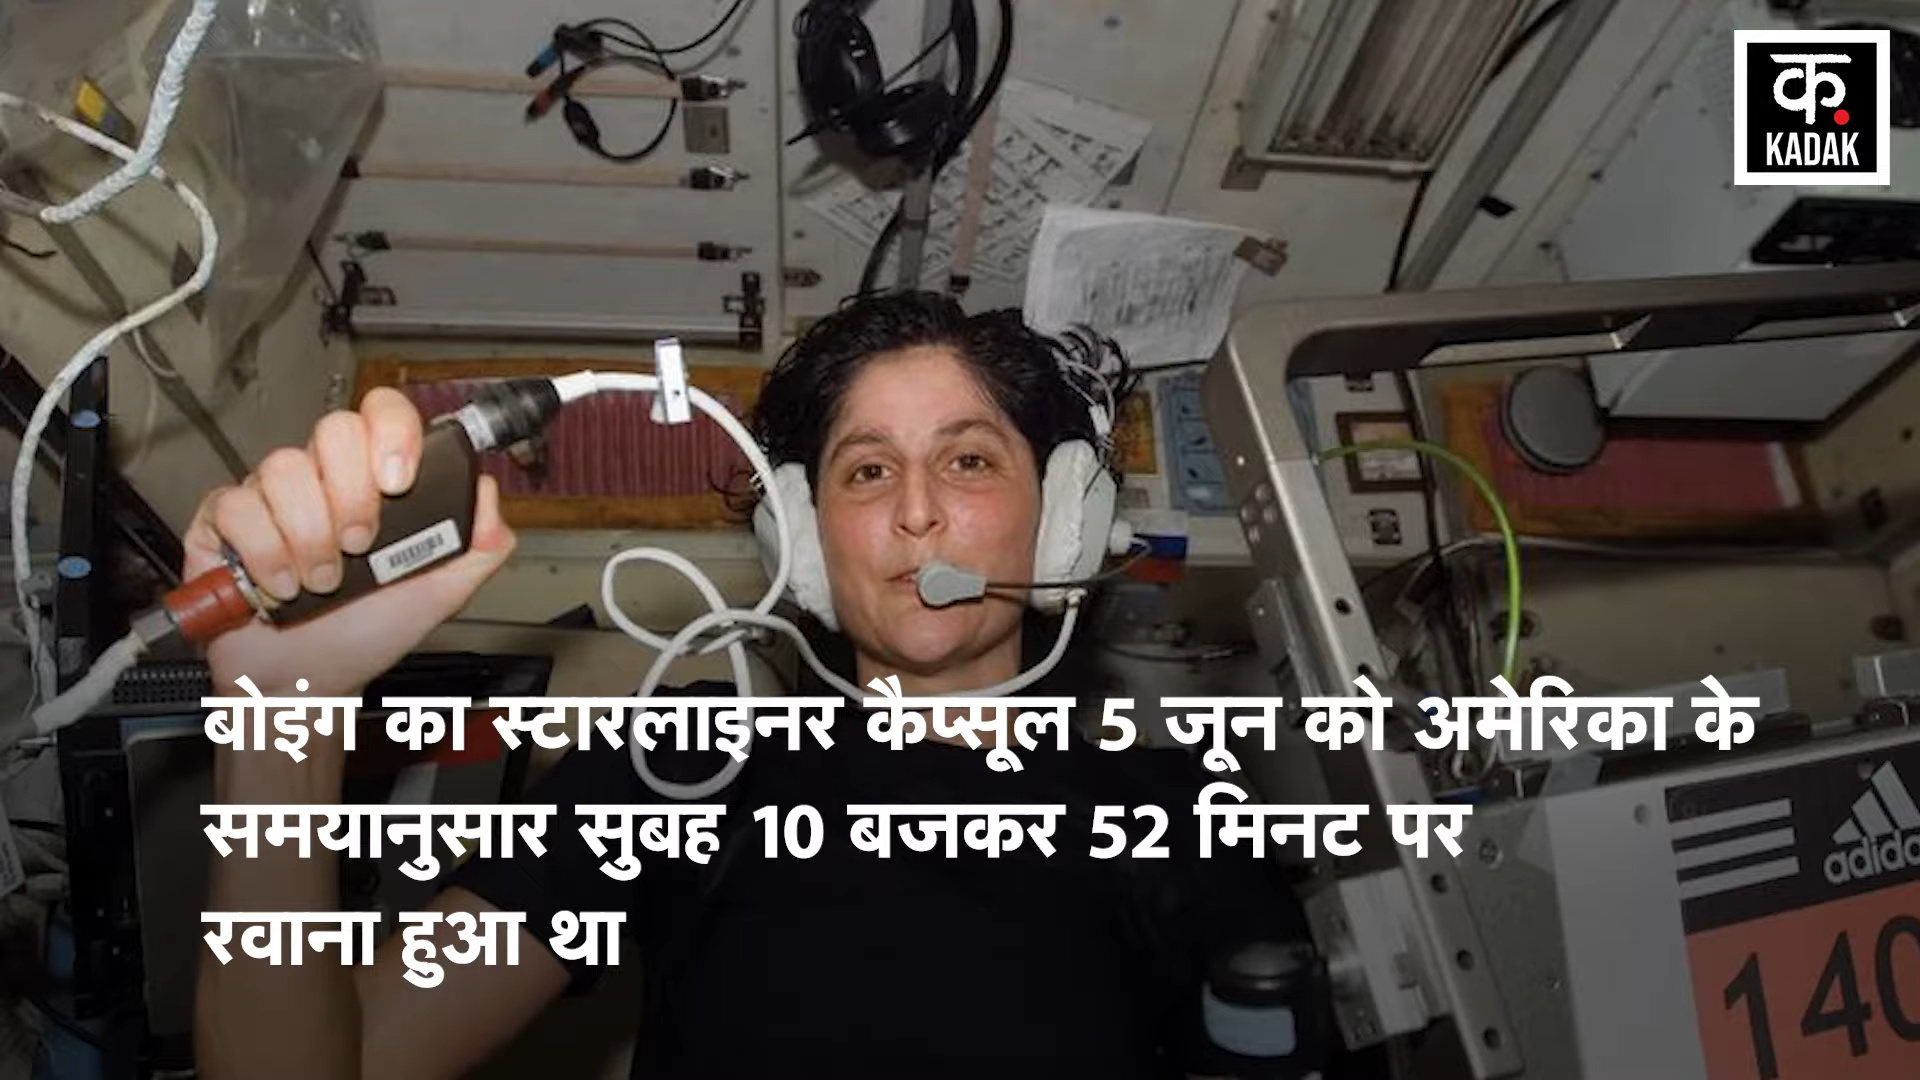 क.
KADAK
बोइंग का स्टारलाइनर कैप्सूल 5 जून को अमेरिका के
समयानुसार सुबह 10 बजकर 52 मिनट पर
रवाना हुआ था
adidas
140